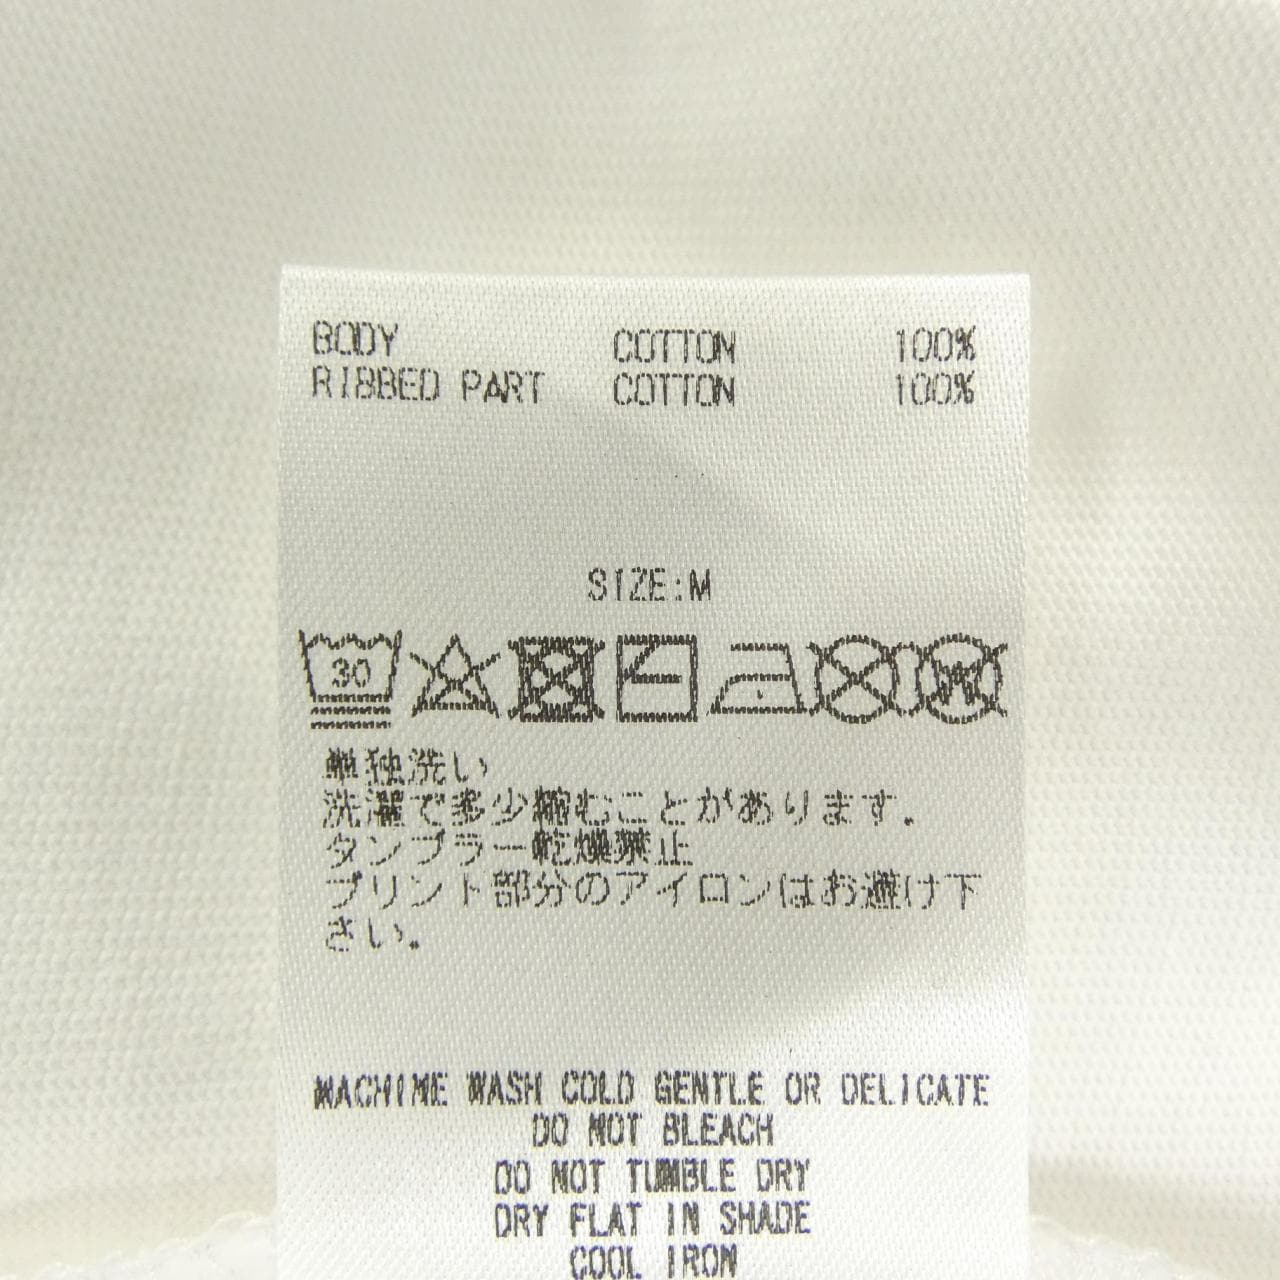 BODY COTTON 100%
RIBBED PART COTTON 100%
SIZE:M
30
単独洗い
洗濯で多少縮むことがあります.
タンブラー乾燥禁止
プリント部分のアイロンはお避け下
さい.
MACHINE WASH COLD GENTLE OR DELICATE
DO NOT BLEACH
DO NOT TUMBLE DRY
DRY FLAT IN SHADE
COOL IRON